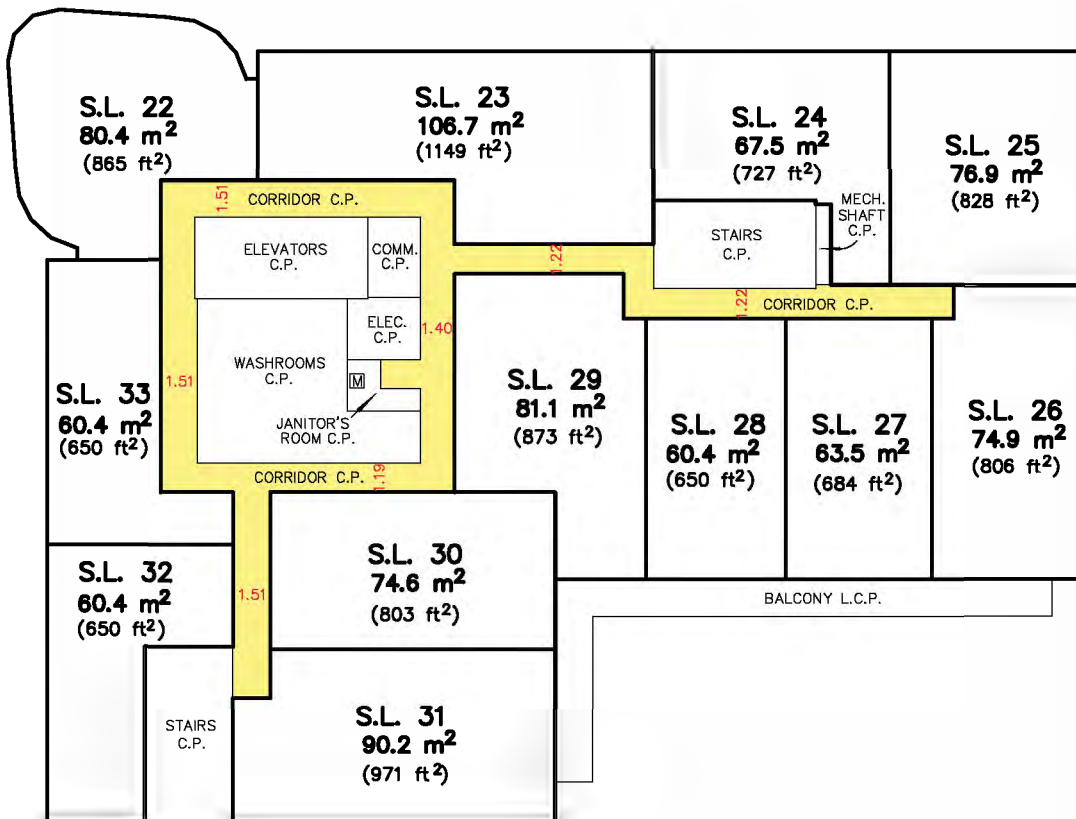 S.L. 22
80.4 m²
(865 ft²)
S.L. 23
106.7 m²
(1149 ft²)
S.L. 24
67.5 m²
(727 ft²)
S.L. 25
76.9 m²
(828 ft²)
1.51
CORRIDOR C.P.
MECH.
SHAFT
C.P.
ELEVATORS
C.P.
COMM.
C.P.
1.22
STAIRS
C.P.
1.22
CORRIDOR C.P.
ELEC.
C.P.
1.40
WASHROOMS
C.P.
M
JANITOR'S
ROOM C.P.
1.51
S.L. 33
60.4 m²
(650 ft²)
S.L. 29
81.1 m²
(873 ft²)
S.L. 28
60.4 m²
(650 ft²)
S.L. 27
63.5 m²
(684 ft²)
S.L. 26
74.9 m²
(806 ft²)
CORRIDOR C.P.
1.19
S.L. 32
60.4 m²
(650 ft²)
1.51
S.L. 30
74.6 m²
(803 ft²)
BALCONY L.C.P.
STAIRS
C.P.
S.L. 31
90.2 m²
(971 ft²)